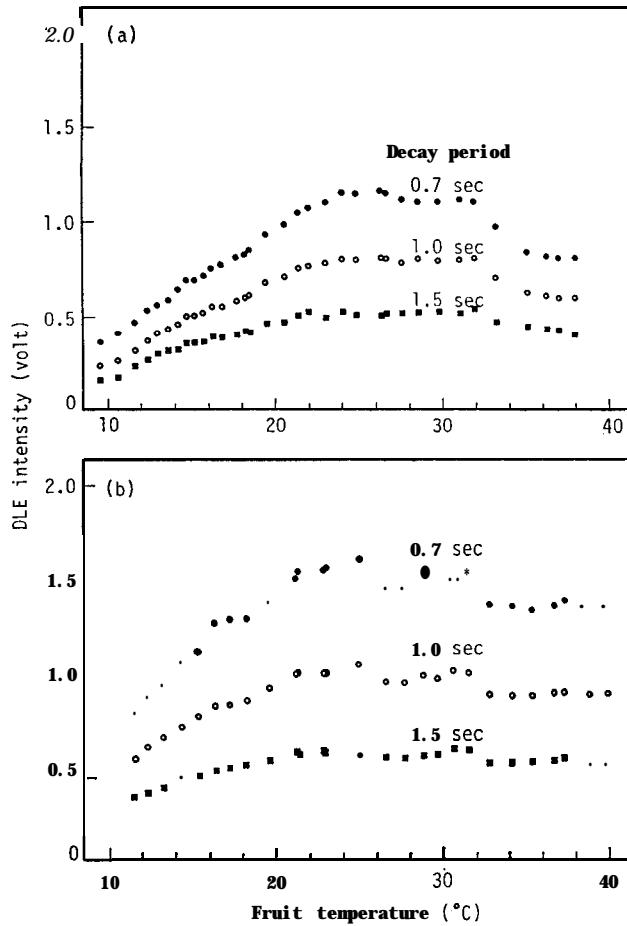 2.0 (a)
1.5
Decay period
0.7 sec
1.0
1.0 sec
1.5 sec
0.5
0
10 20 30 40
DLE intensity (volt)
2.0 (b)
0.7 sec
1.5
1.0 sec
1.0
1.5 sec
0.5
0
10 20 30 40
Fruit temperature (°C)